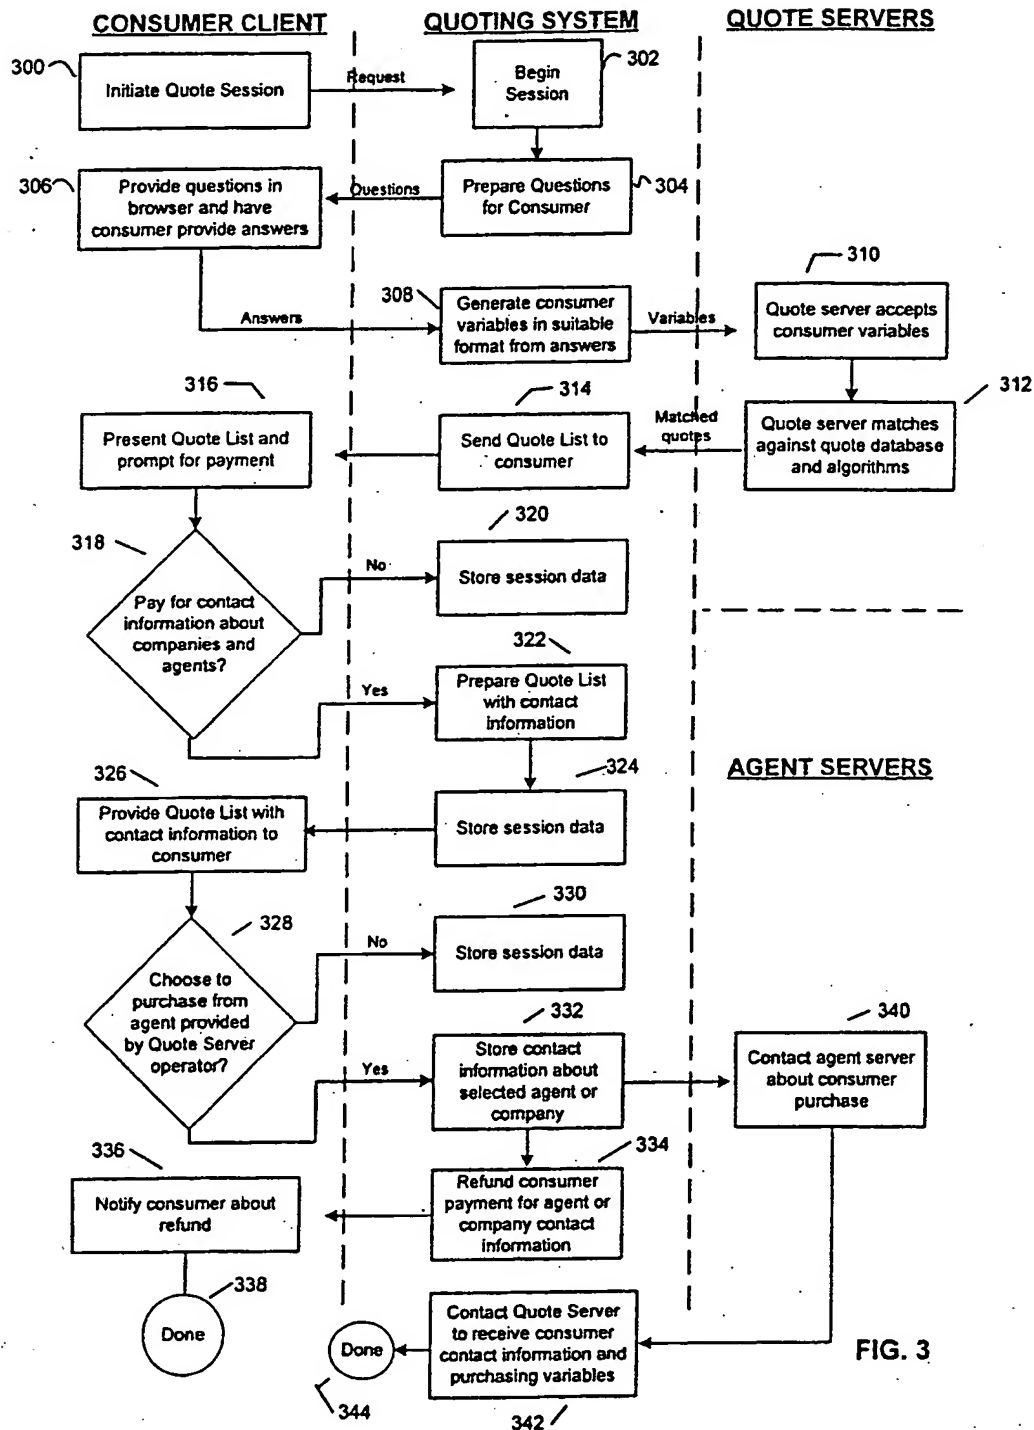 CONSUMER CLIENT
QUOTING SYSTEM
QUOTE SERVERS
300
Initiate Quote Session
Request
302
Begin
Session
306
Provide questions in
browser and have
consumer provide answers
Questions
Prepare Questions
for Consumer
304
310
Answers
308
Generate consumer
variables in suitable
format from answers
Variables
Quote server accepts
consumer variables
316
314
312
Present Quote List and
prompt for payment
Send Quote List to
consumer
Matched
quotes
Quote server matches
against quote database
and algorithms
318
Pay for contact
information about
companies and
agents?
No
320
Store session data
Yes
322
Prepare Quote List
with contact
information
326
324
AGENT SERVERS
Provide Quote List with
contact information to
consumer
Store session data
328
Choose to
purchase from
agent provided
by Quote Server
operator?
No
330
Store session data
Yes
332
Store contact
information about
selected agent or
company
340
Contact agent server
about consumer
purchase
336
Notify consumer about
refund
334
Refund consumer
payment for agent or
company contact
information
338
Done
Done
344
Contact Quote Server
to receive consumer
contact information and
purchasing variables
342
FIG. 3